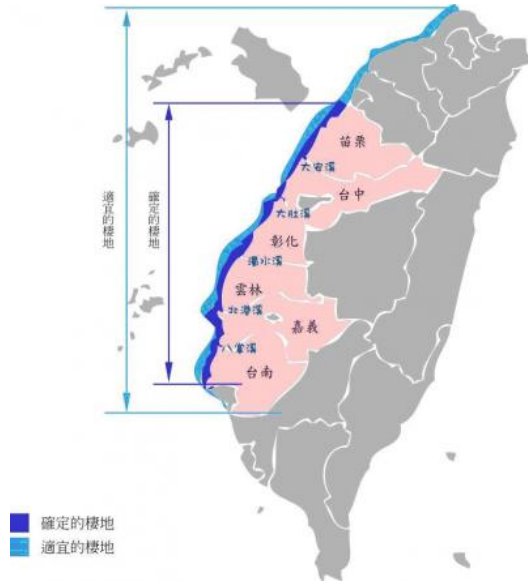 苗栗
大安溪
台中
大肚溪
彰化
濁水溪
雲林
北港溪
嘉義
八掌溪
台南
適宜的棲地
確定的棲地
確定的棲地
適宜的棲地